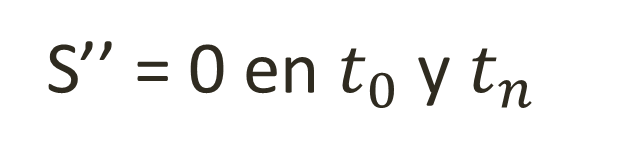 S’’ = 0 en t₀ y tₙ